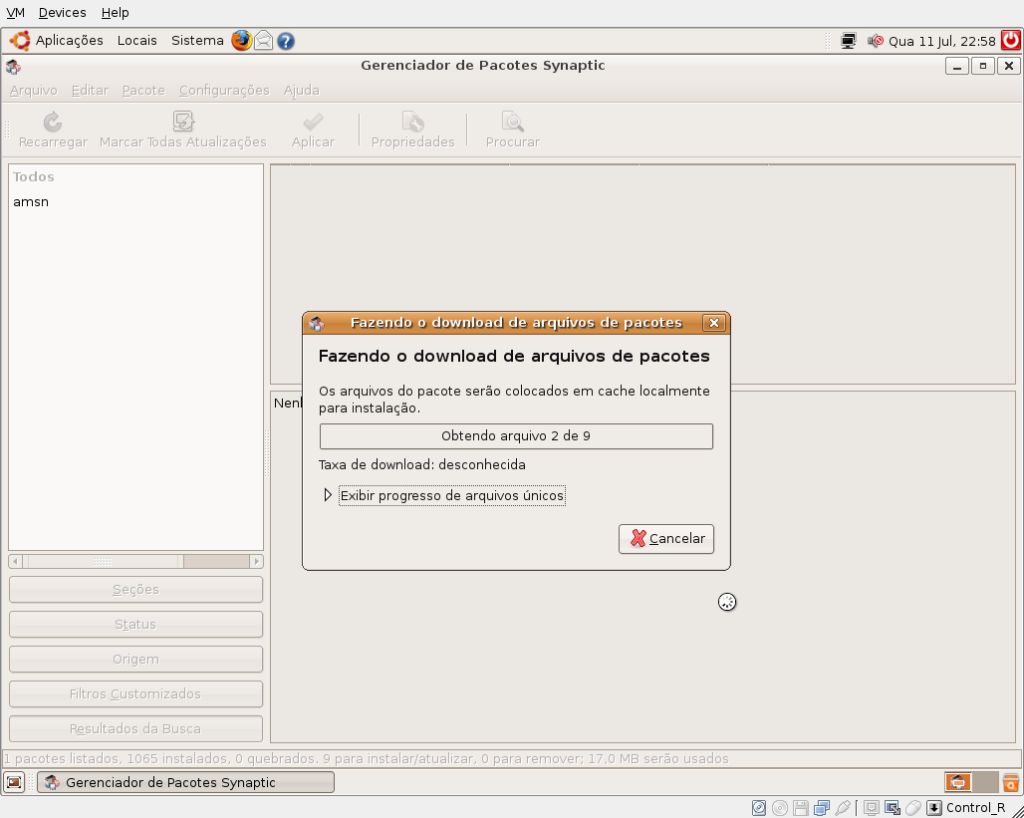 VM Devices Help
Aplicações Locais Sistema Qua 11 Jul, 22:58
Gerenciador de Pacotes Synaptic
Arquivo Editar Pacote Configurações Ajuda
Recarregar Marcar Todas Atualizações Aplicar Propriedades Procurar
Todos
amsn
Fazendo o download de arquivos de pacotes
Fazendo o download de arquivos de pacotes
Os arquivos do pacote serão colocados em cache localmente
para instalação.
Obtendo arquivo 2 de 9
Taxa de download: desconhecida
Exibir progresso de arquivos únicos
Cancelar
Seções
Status
Origem
Filtros Customizados
Resultados da Busca
1 pacotes listados, 1065 instalados, 0 quebrados. 9 para instalar/atualizar, 0 para remover; 17,0 MB serão usados
Gerenciador de Pacotes Synaptic
Control_R